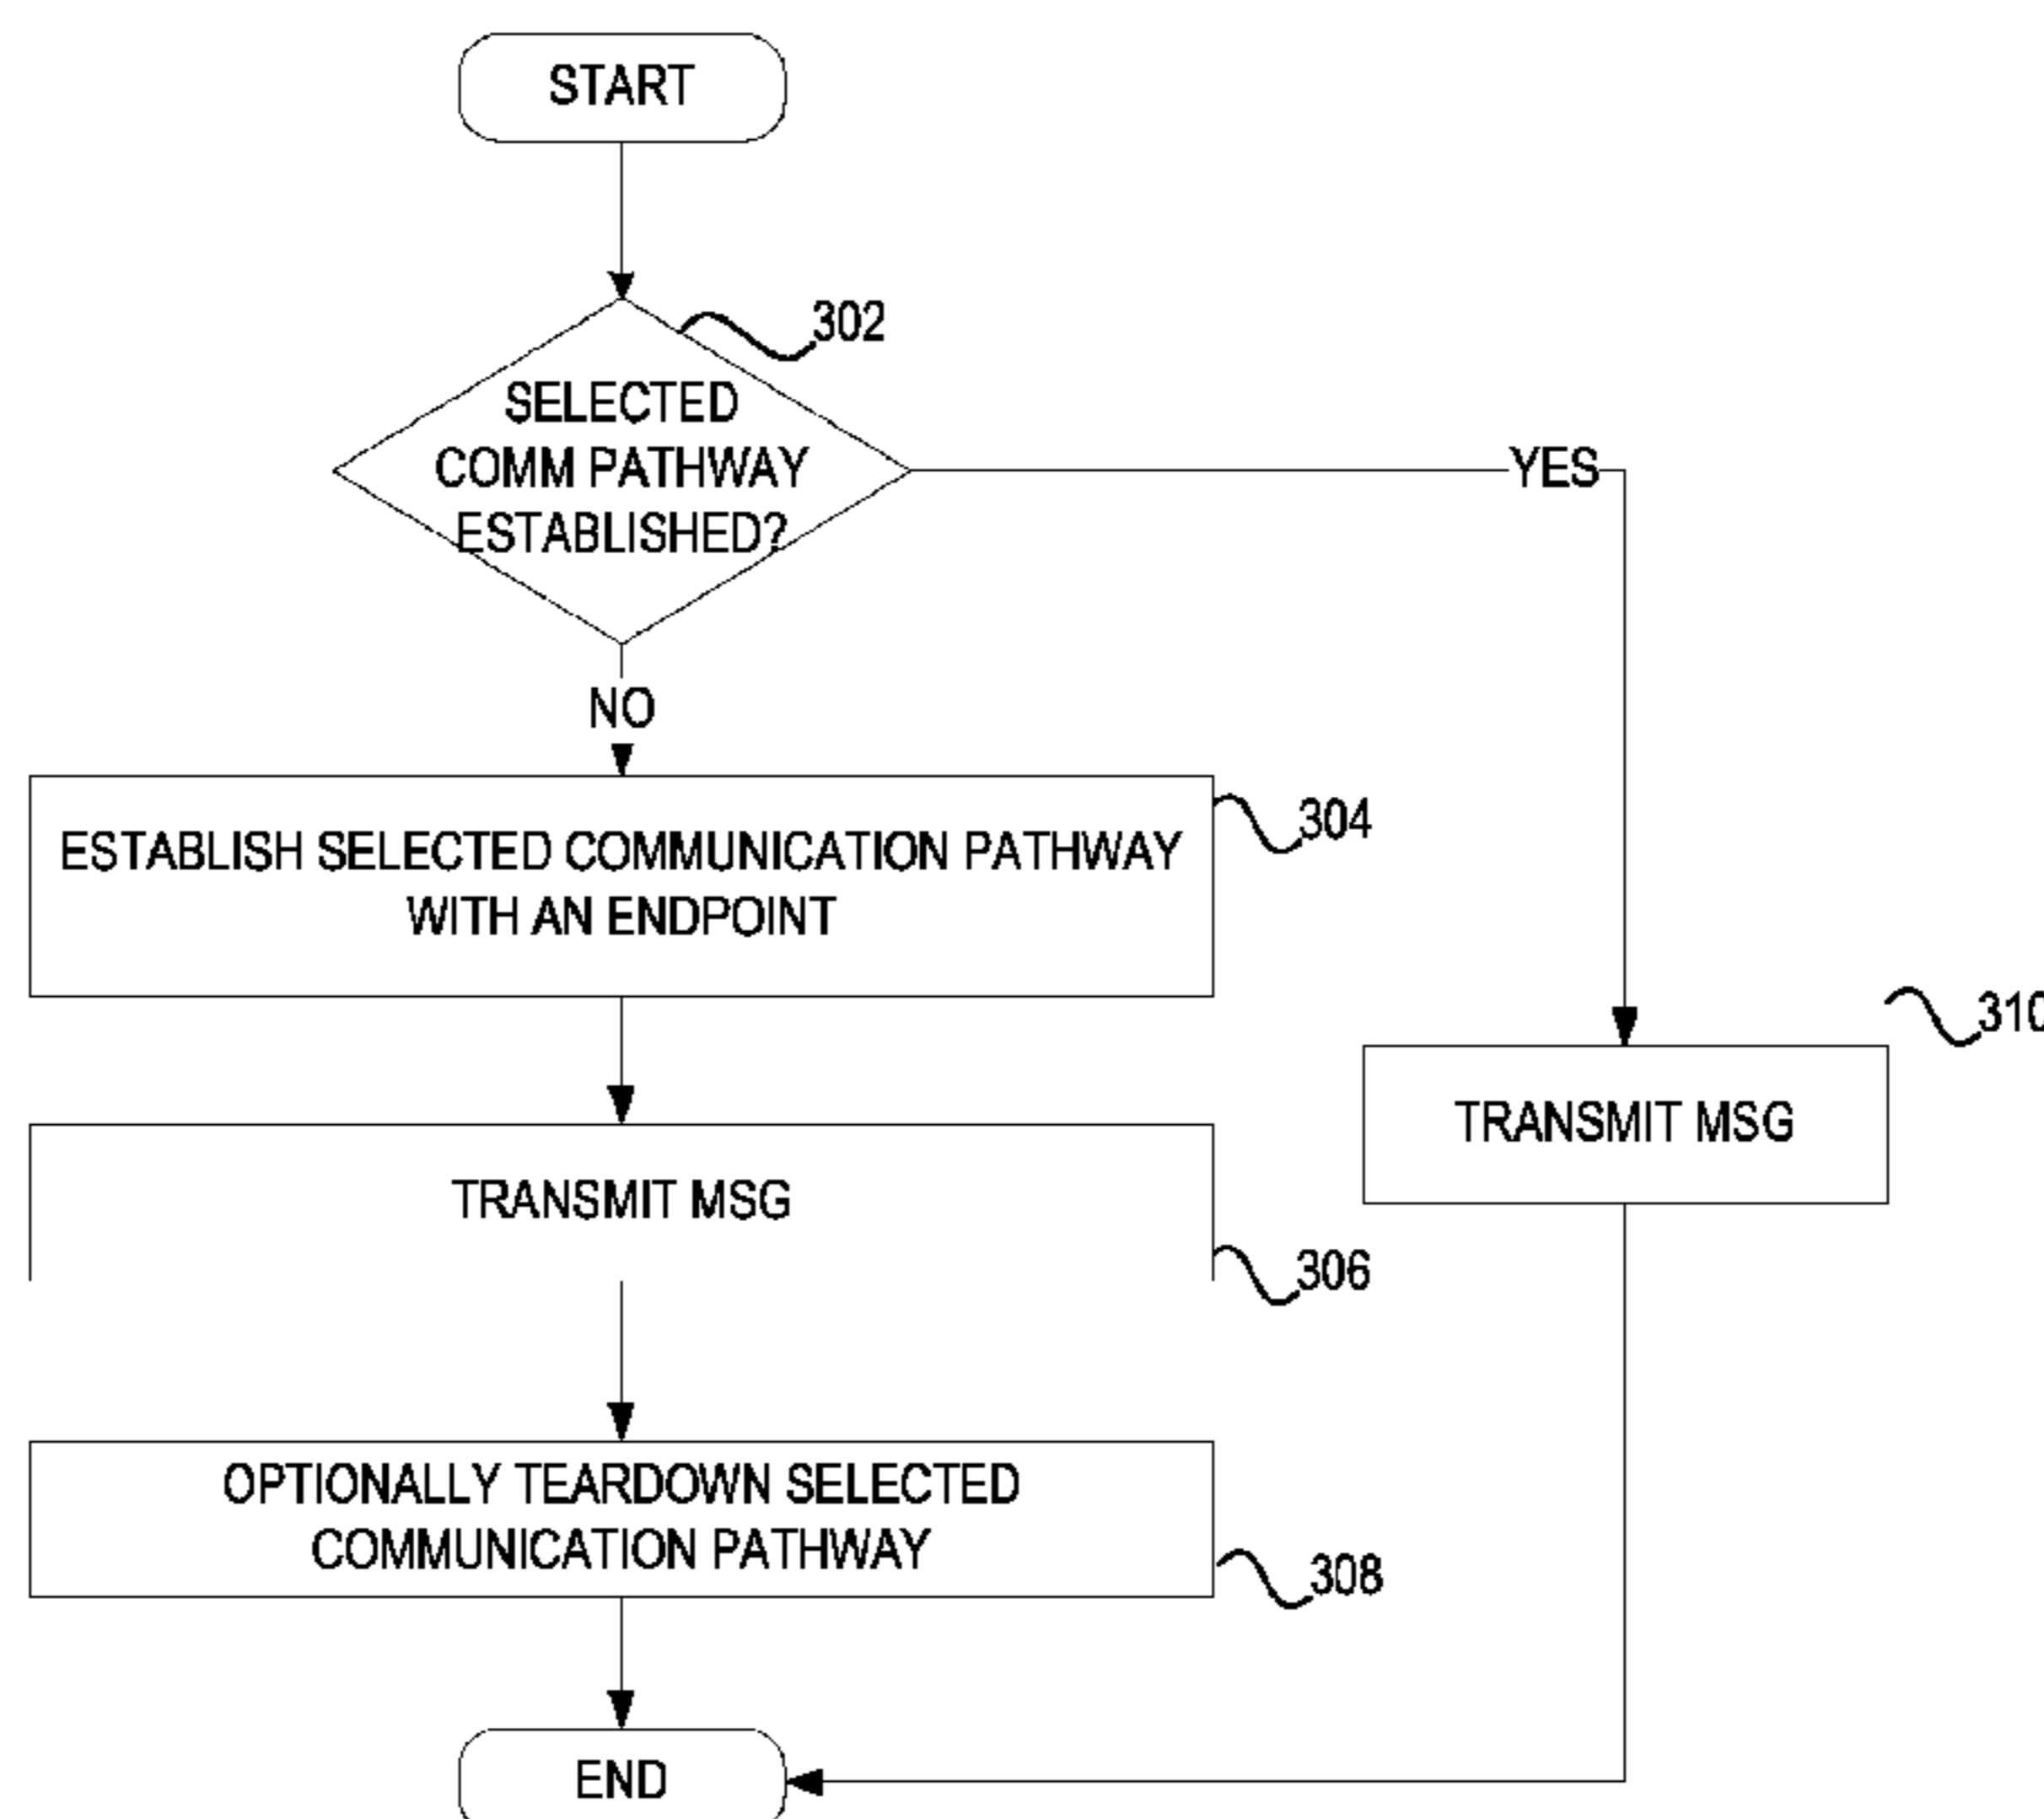 START
302
SELECTED
COMM PATHWAY
ESTABLISHED?
YES
NO
304
ESTABLISH SELECTED COMMUNICATION PATHWAY
WITH AN ENDPOINT
310
TRANSMIT MSG
TRANSMIT MSG
306
OPTIONALLY TEARDOWN SELECTED
COMMUNICATION PATHWAY
308
END